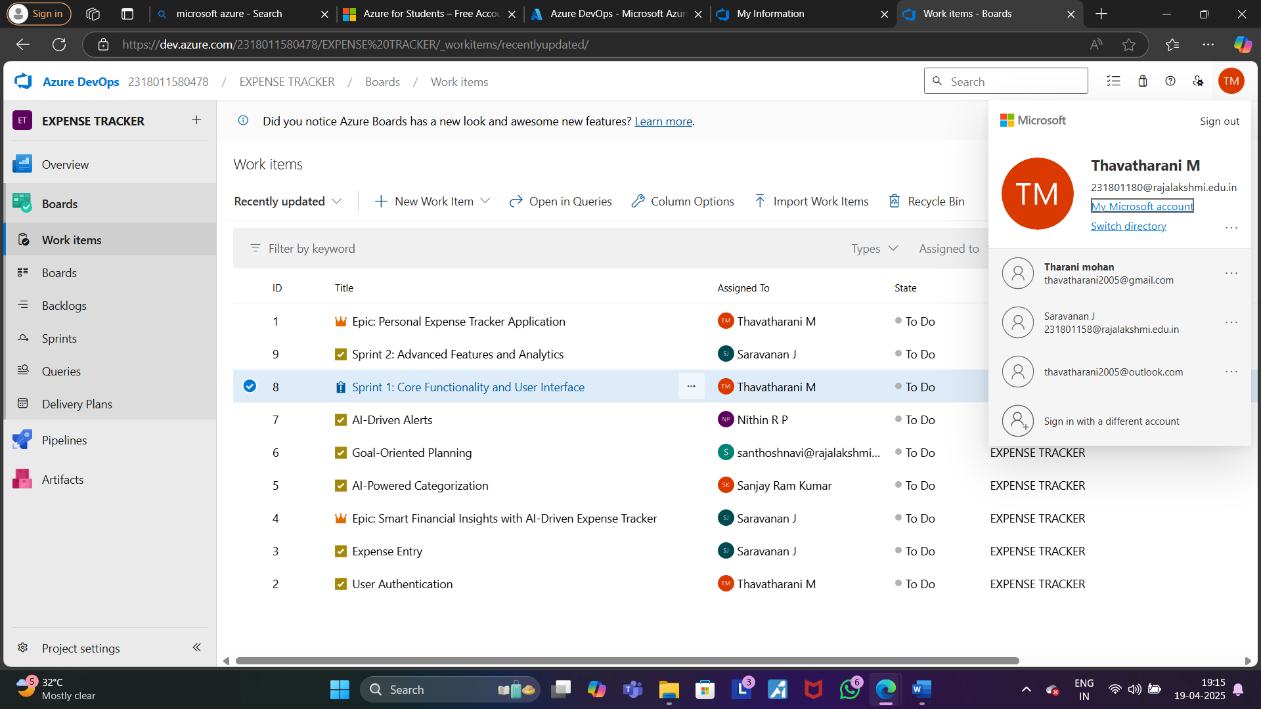 Sign in
microsoft azure - Search
Azure for Students – Free Accou
Azure DevOps - Microsoft Azur
My Information
Work items - Boards
https://dev.azure.com/2318011580478/EXPENSE%20TRACKER/_workitems/recentlyupdated/
Azure DevOps 2318011580478 / EXPENSE TRACKER / Boards / Work items
Search
TM
ET EXPENSE TRACKER
Overview
Boards
Work items
Boards
Backlogs
Sprints
Queries
Delivery Plans
Pipelines
Artifacts
Project settings
Did you notice Azure Boards has a new look and awesome new features? Learn more.
Work items
Recently updated New Work Item Open in Queries Column Options Import Work Items Recycle Bin
Filter by keyword Types Assigned to
ID Title Assigned To State
1 Epic: Personal Expense Tracker Application TM Thavatharani M To Do
9 Sprint 2: Advanced Features and Analytics SJ Saravanan J To Do
8 Sprint 1: Core Functionality and User Interface TM Thavatharani M To Do
7 AI-Driven Alerts NP Nithin R P To Do
6 Goal-Oriented Planning S santhoshnavi@rajalakshmi... To Do EXPENSE TRACKER
5 AI-Powered Categorization SK Sanjay Ram Kumar To Do EXPENSE TRACKER
4 Epic: Smart Financial Insights with AI-Driven Expense Tracker SJ Saravanan J To Do EXPENSE TRACKER
3 Expense Entry SJ Saravanan J To Do EXPENSE TRACKER
2 User Authentication TM Thavatharani M To Do EXPENSE TRACKER
Microsoft Sign out
TM
Thavatharani M
231801180@rajalakshmi.edu.in
My Microsoft account
Switch directory
Tharani mohan
thavatharani2005@gmail.com
Saravanan J
231801158@rajalakshmi.edu.in
thavatharani2005@outlook.com
Sign in with a different account
5
32°C
Mostly clear
Search
3
6
ENG
IN
19:15
19-04-2025